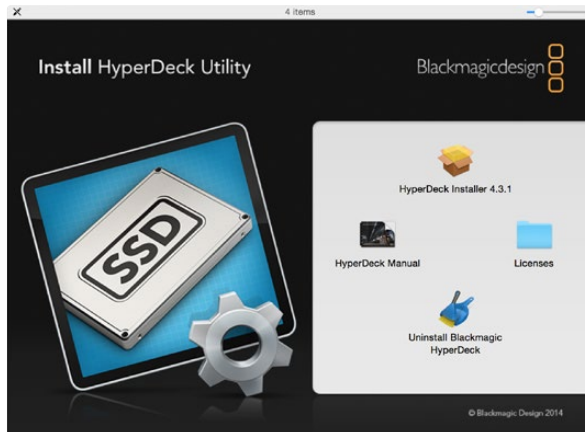 4 items
Install HyperDeck Utility
Blackmagicdesign
SSD
HyperDeck Installer 4.3.1
HyperDeck Manual
Licenses
Uninstall Blackmagic
HyperDeck
© Blackmagic Design 2014